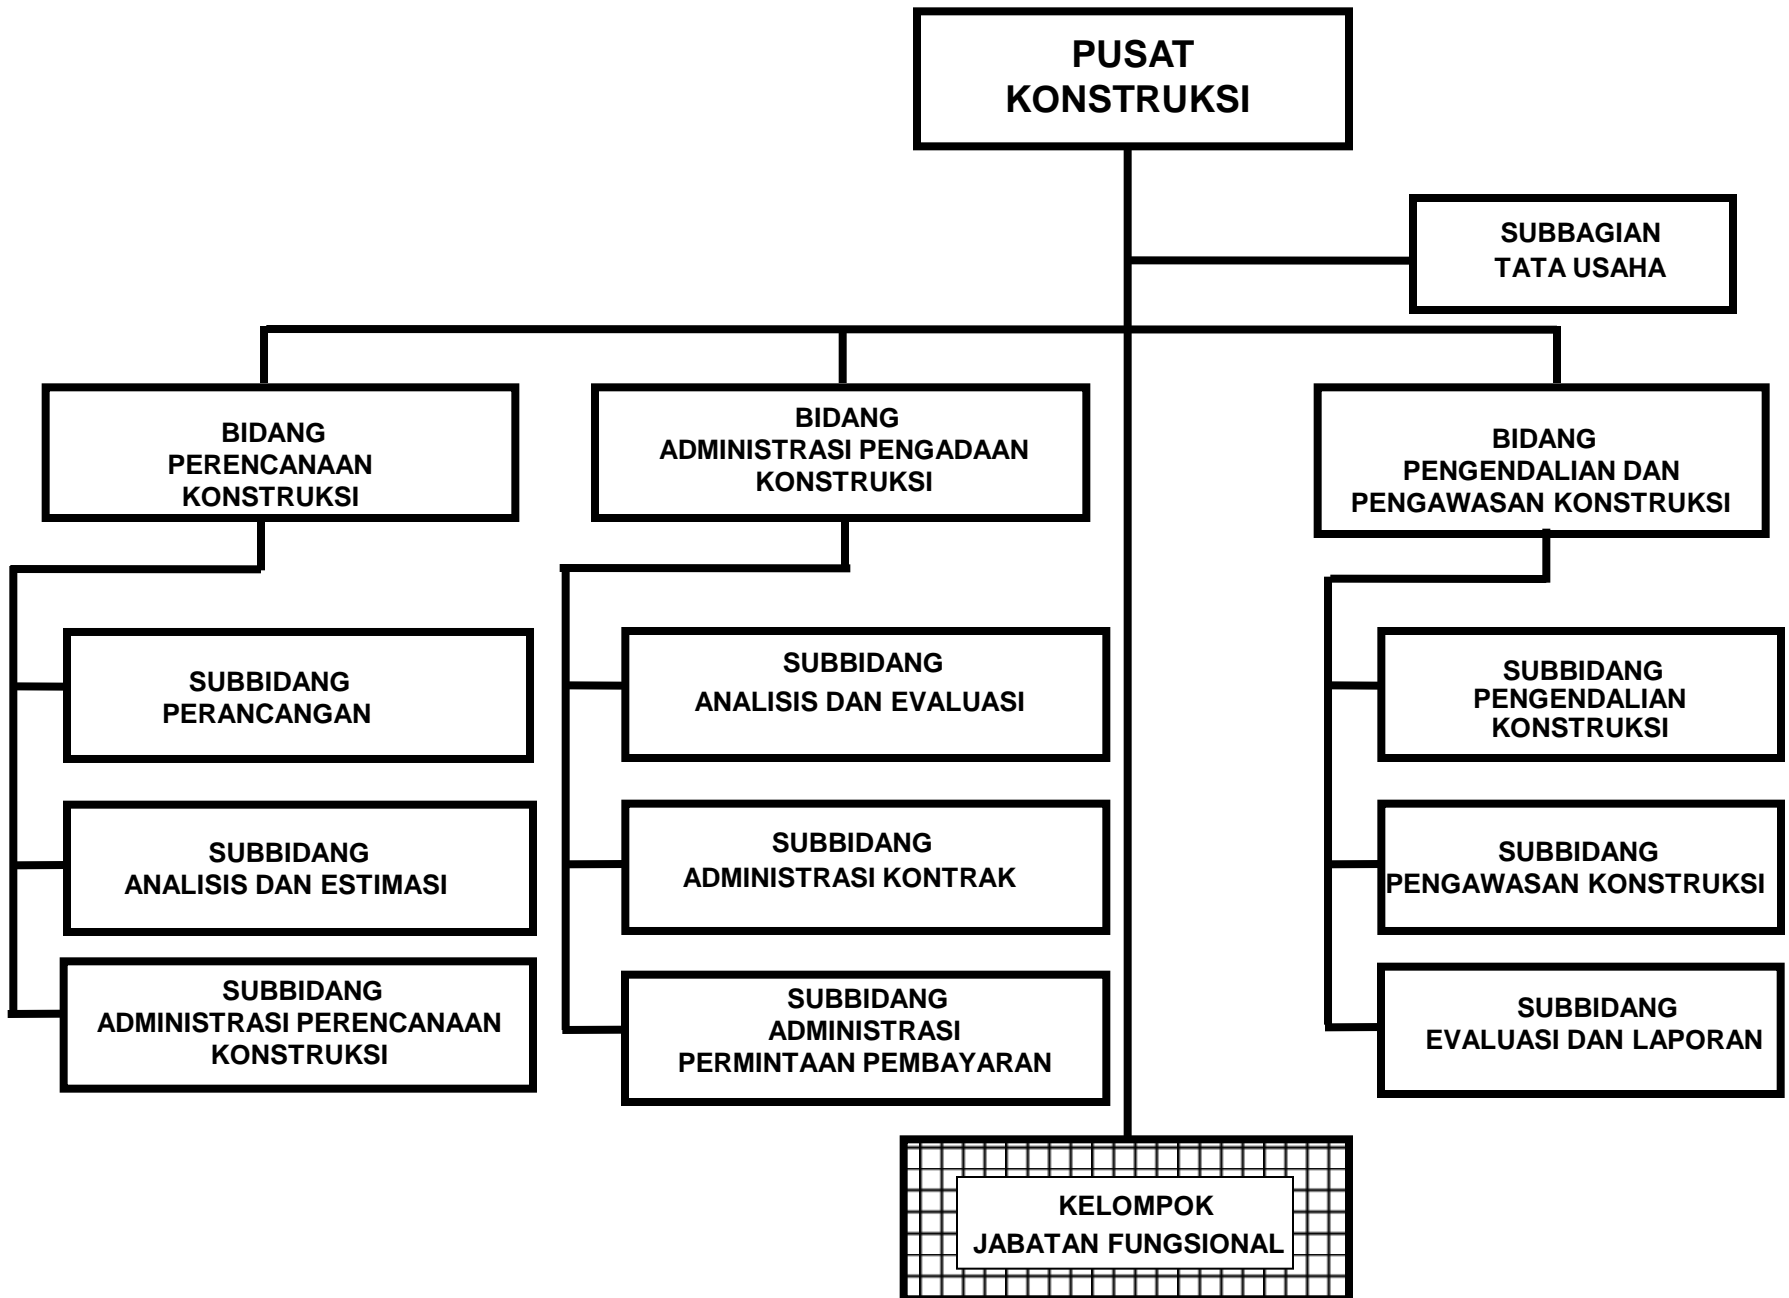 PUSAT
KONSTRUKSI
SUBBAGIAN
TATA USAHA
BIDANG
PERENCANAAN
KONSTRUKSI
BIDANG
ADMINISTRASI PENGADAAN
KONSTRUKSI
BIDANG
PENGENDALIAN DAN
PENGAWASAN KONSTRUKSI
SUBBIDANG
PERANCANGAN
SUBBIDANG
ANALISIS DAN EVALUASI
SUBBIDANG
PENGENDALIAN
KONSTRUKSI
SUBBIDANG
ANALISIS DAN ESTIMASI
SUBBIDANG
ADMINISTRASI KONTRAK
SUBBIDANG
PENGAWASAN KONSTRUKSI
SUBBIDANG
ADMINISTRASI PERENCANAAN
KONSTRUKSI
SUBBIDANG
ADMINISTRASI
PERMINTAAN PEMBAYARAN
SUBBIDANG
EVALUASI DAN LAPORAN
KELOMPOK
JABATAN FUNGSIONAL